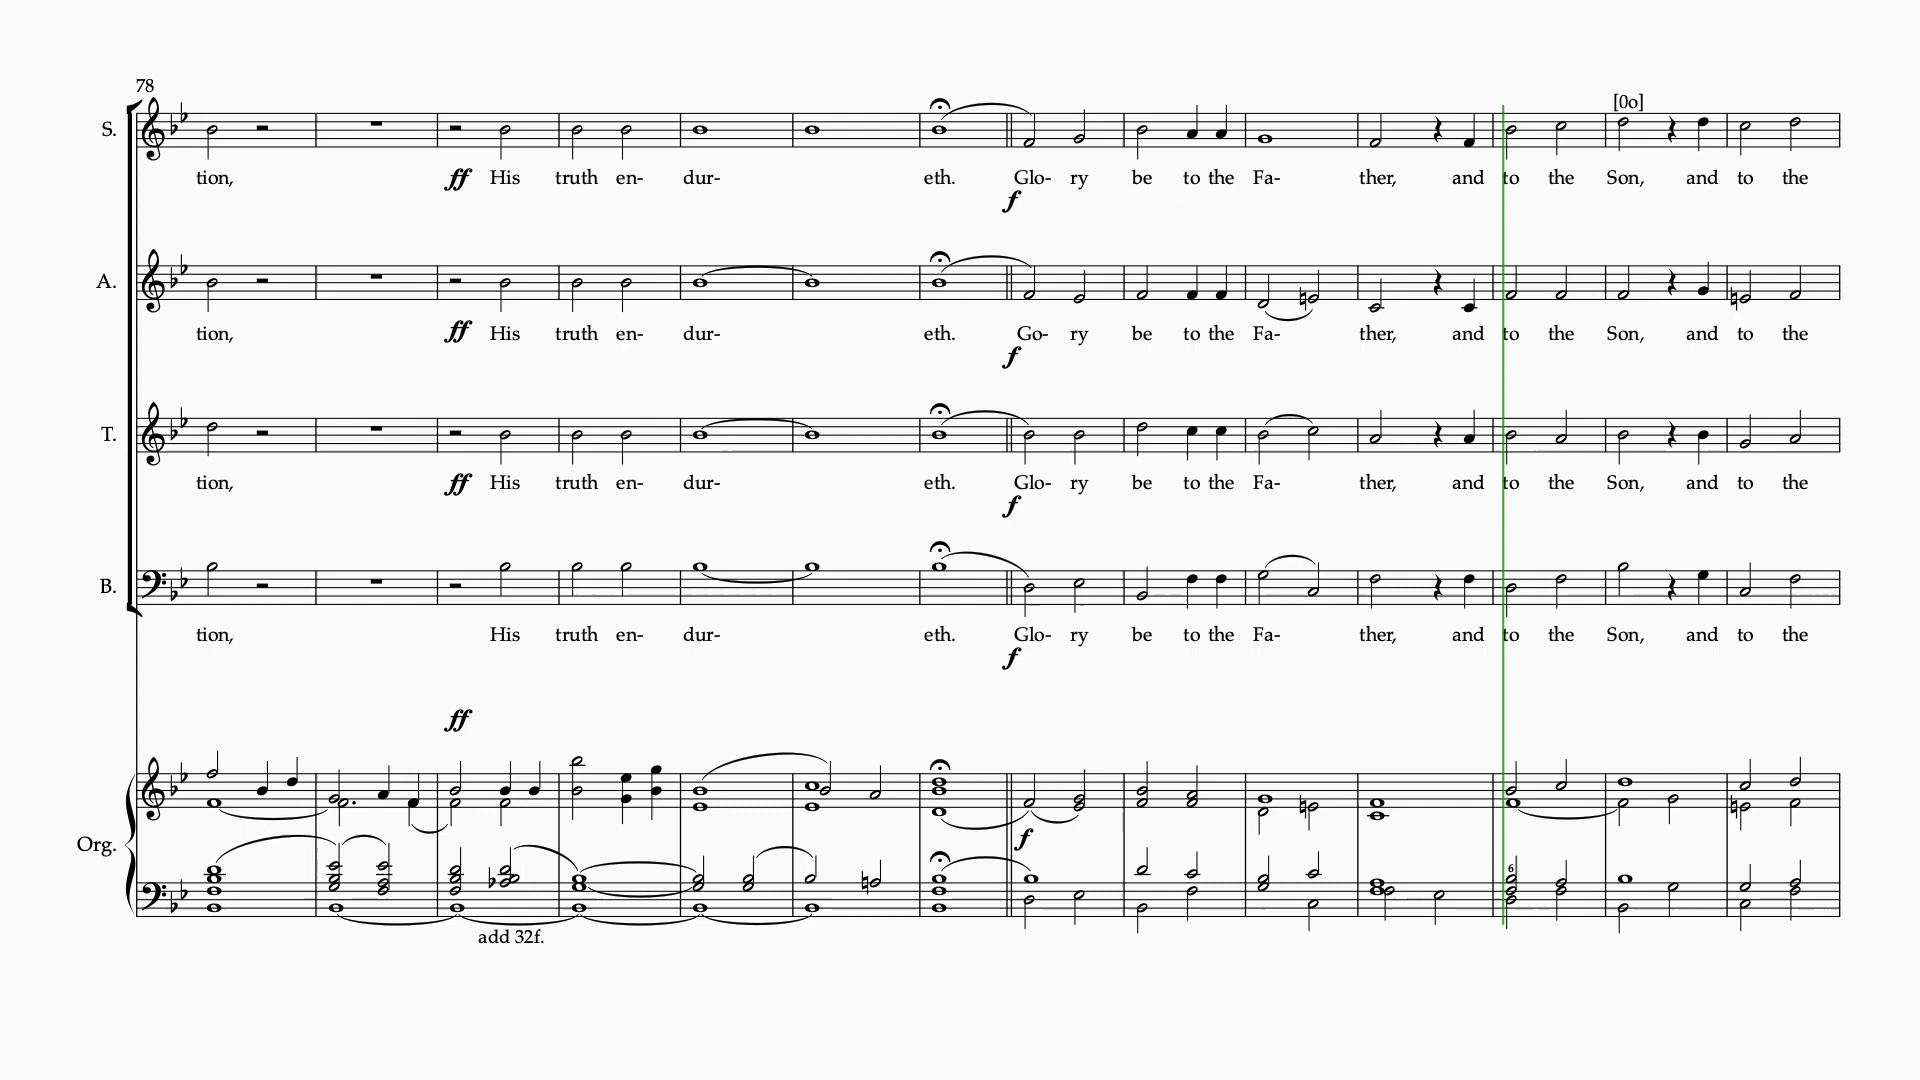 78
[0o]
S.
tion, ff His truth en- dur- eth. Glo- ry be to the Fa- ther, and to the Son, and to the
f
A.
tion, ff His truth en- dur- eth. Go- ry be to the Fa- ther, and to the Son, and to the
f
T.
tion, ff His truth en- dur- eth. Glo- ry be to the Fa- ther, and to the Son, and to the
f
B.
tion, His truth en- dur- eth. Glo- ry be to the Fa- ther, and to the Son, and to the
f
ff
f
Org.
6
add 32f.